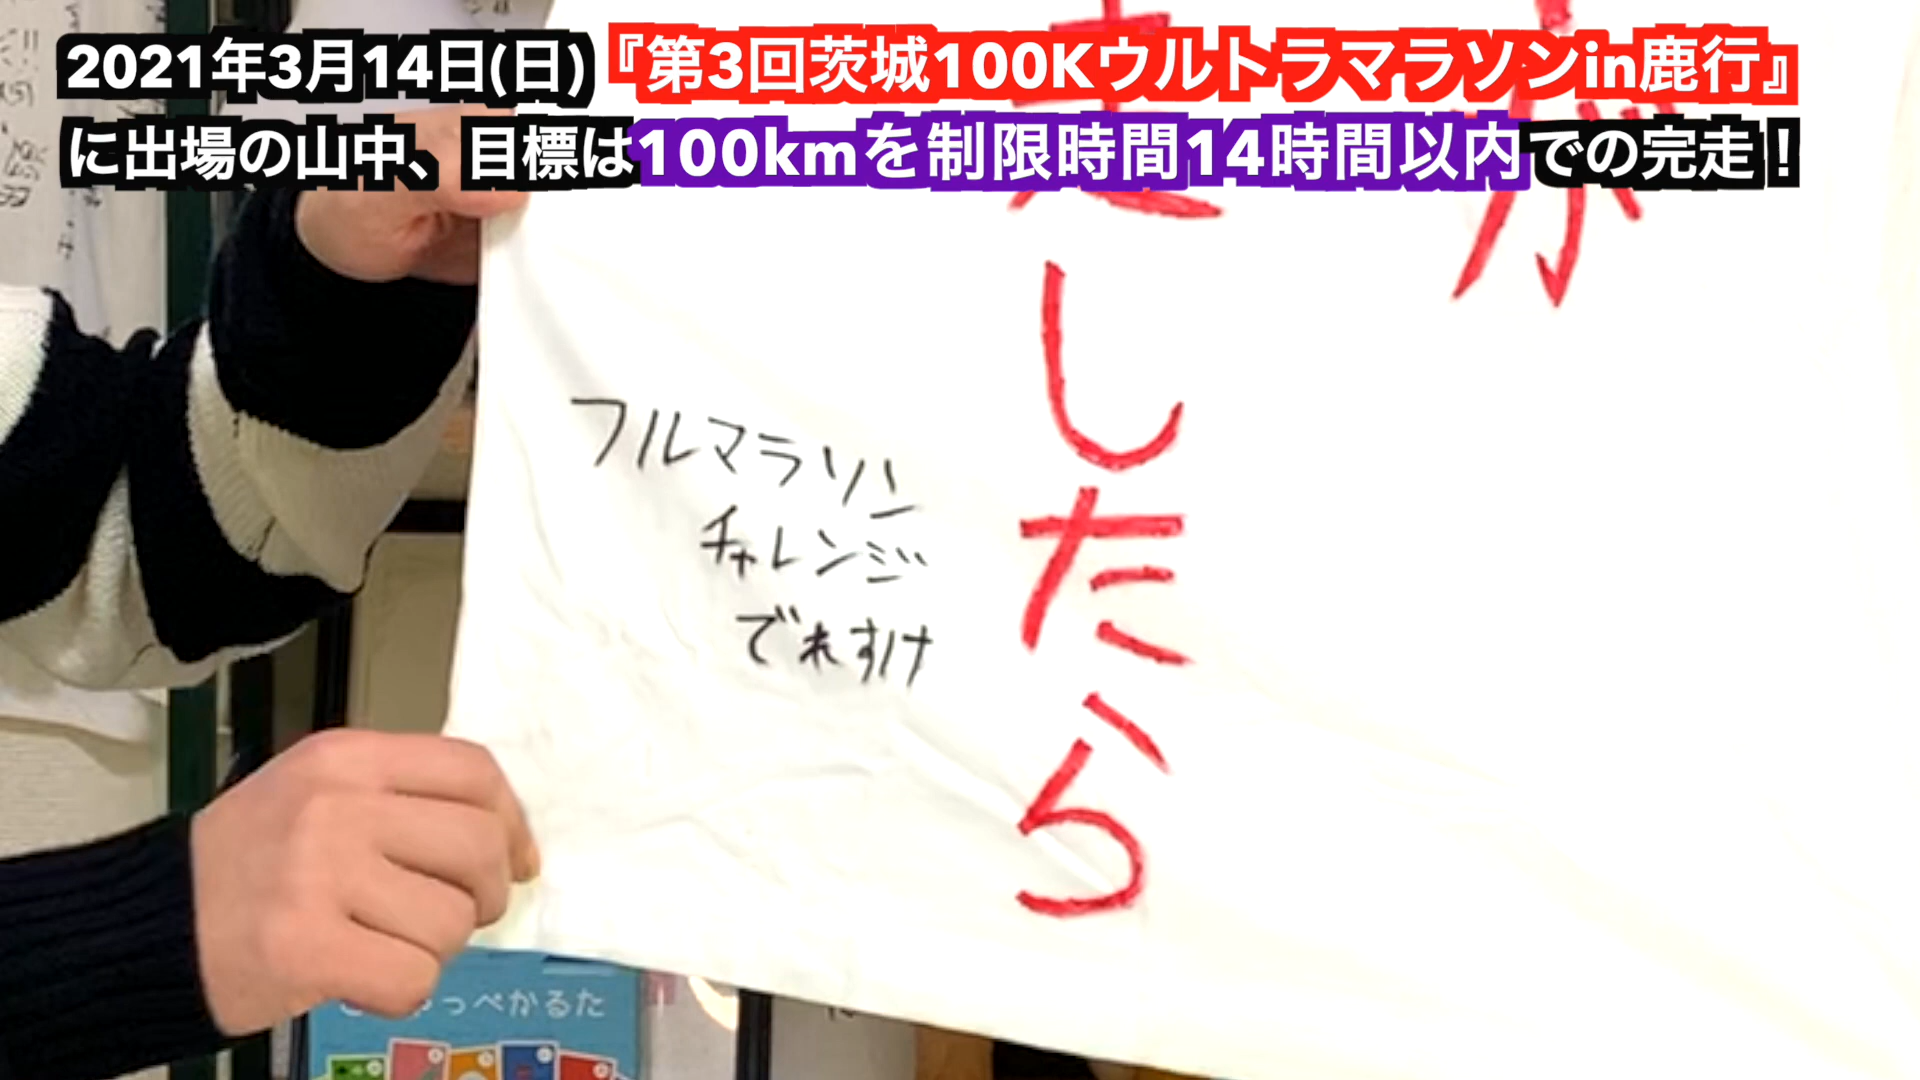 2021年3月14日(日)『第3回茨城100Kウルトラマラソンin鹿行』
に出場の山中、目標は100kmを制限時間14時間以内での完走！
が
走したら
フルマラソン
チャレンジ
でれすけ
っぺかるた